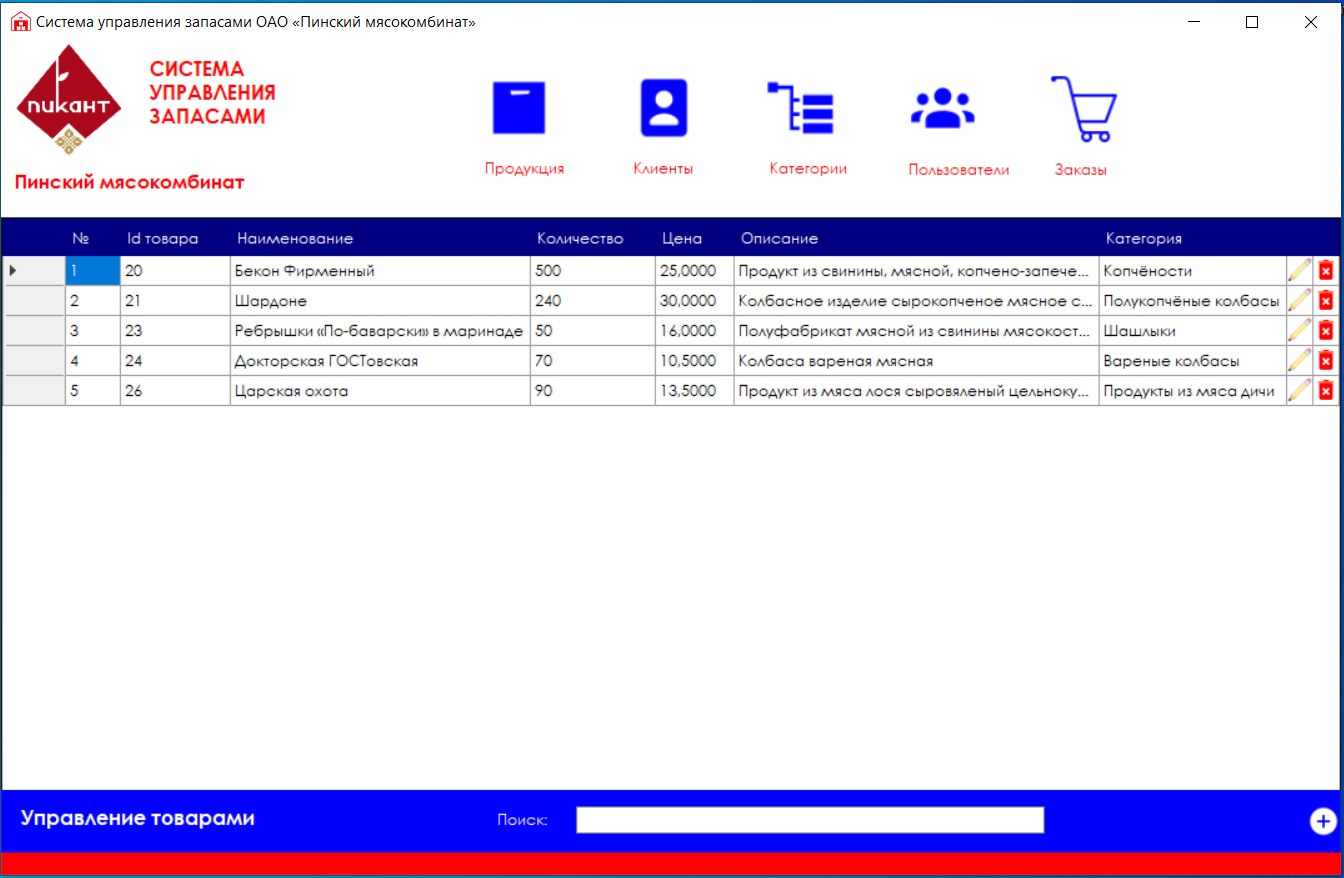 Система управления запасами ОАО «Пинский мясокомбинат»
пикант
СИСТЕМА
УПРАВЛЕНИЯ
ЗАПАСАМИ
Пинский мясокомбинат
Продукция Клиенты Категории Пользователи Заказы
№ Id товара Наименование Количество Цена Описание Категория
1 20 Бекон Фирменный 500 25,0000 Продукт из свинины, мясной, копчено-запече... Копчёности
2 21 Шардоне 240 30,0000 Колбасное изделие сырокопченое мясное с... Полукопчёные колбасы
3 23 Ребрышки «По-баварски» в маринаде 50 16,0000 Полуфабрикат мясной из свинины мясокост... Шашлыки
4 24 Докторская ГОСТовская 70 10,5000 Колбаса вареная мясная Вареные колбасы
5 26 Царская охота 90 13,5000 Продукт из мяса лося сыровяленый цельноку... Продукты из мяса дичи
Управление товарами Поиск: